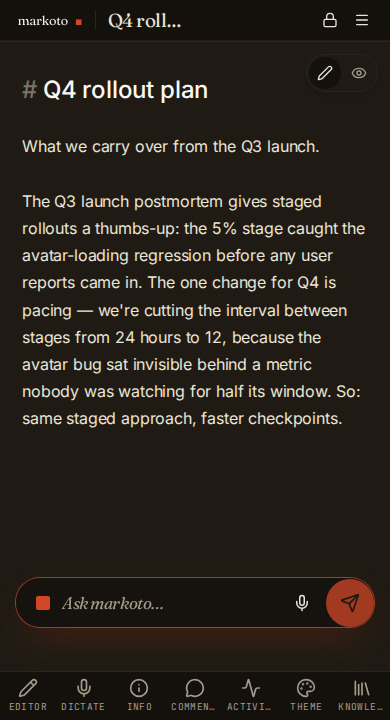 markoto
Q4 roll...
# Q4 rollout plan
What we carry over from the Q3 launch.
The Q3 launch postmortem gives staged
rollouts a thumbs-up: the 5% stage caught the
avatar-loading regression before any user
reports came in. The one change for Q4 is
pacing — we're cutting the interval between
stages from 24 hours to 12, because the
avatar bug sat invisible behind a metric
nobody was watching for half its window. So:
same staged approach, faster checkpoints.
Ask markoto...
EDITOR DICTATE INFO COMMEN… ACTIVI… THEME KNOWLE…